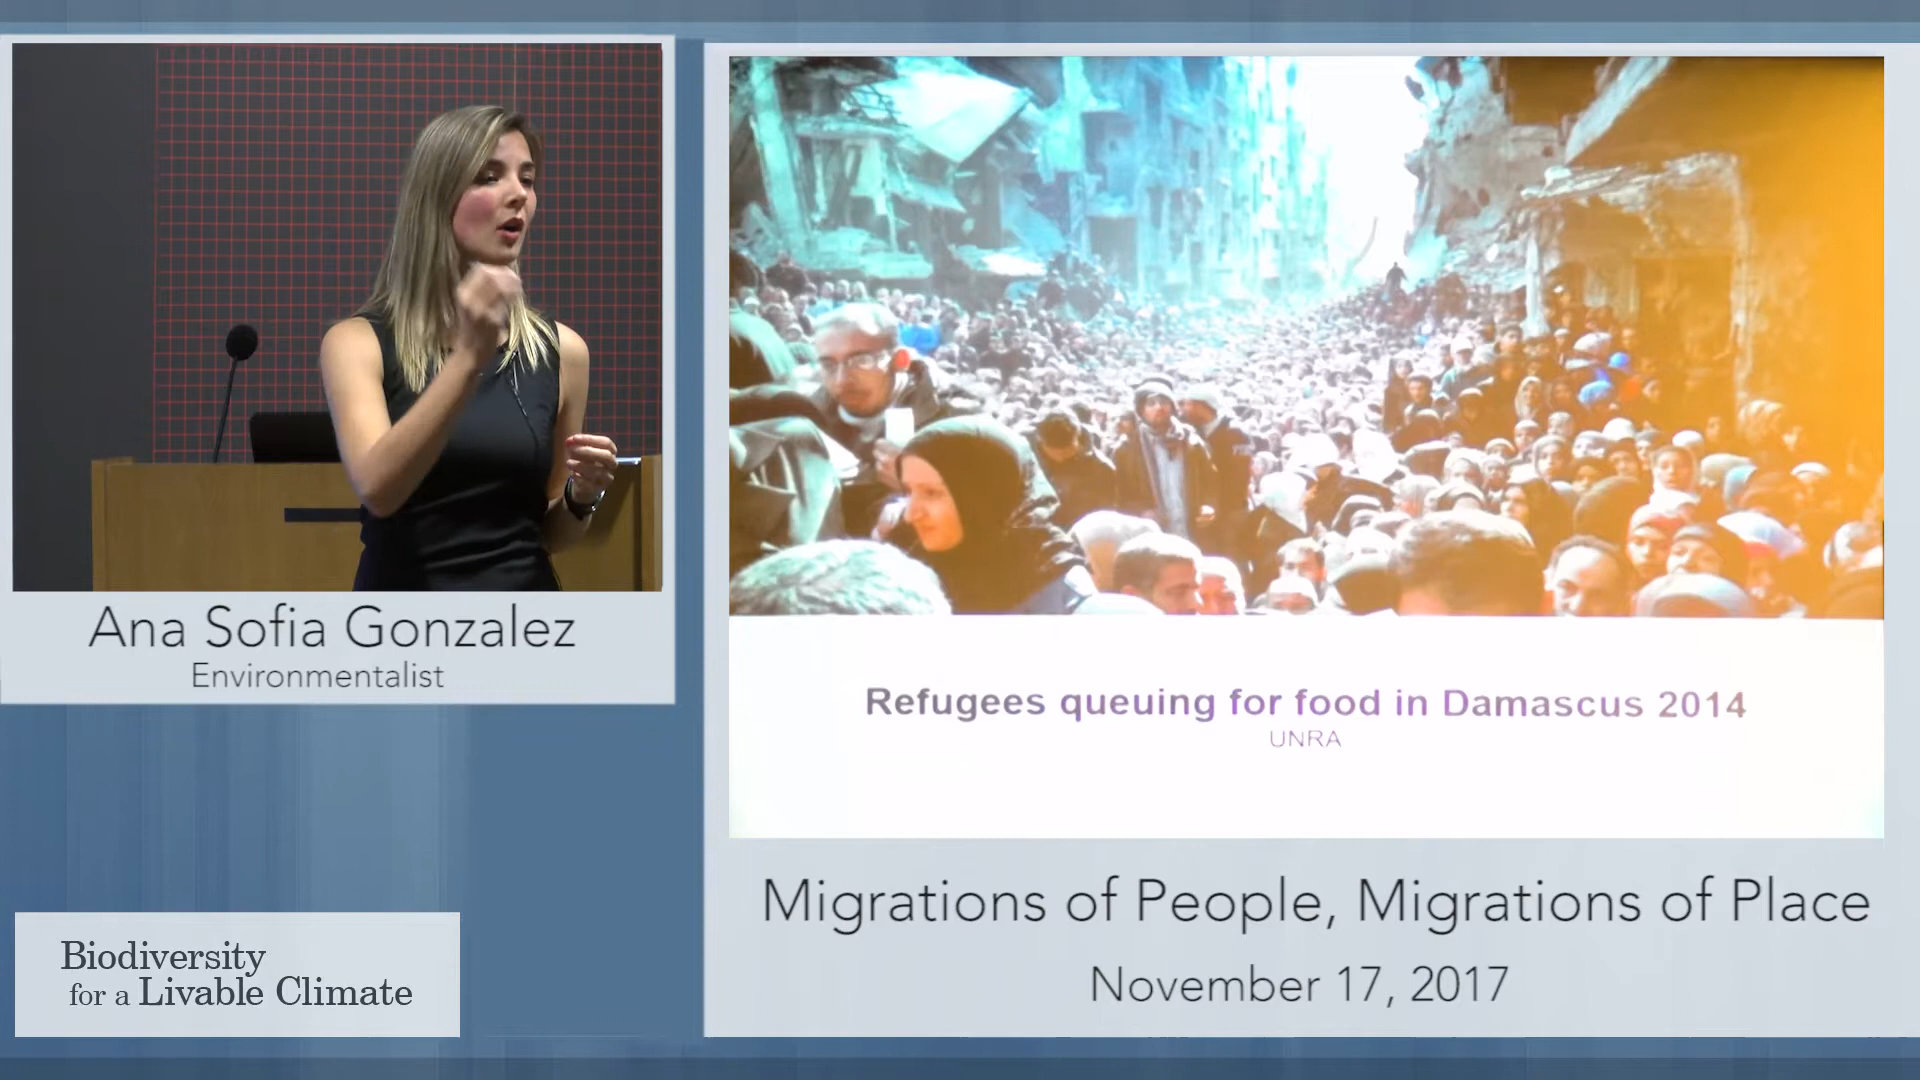 Ana Sofia Gonzalez
Environmentalist
Refugees queuing for food in Damascus 2014
UNRA
Migrations of People, Migrations of Place
November 17, 2017
Biodiversity
for a Livable Climate